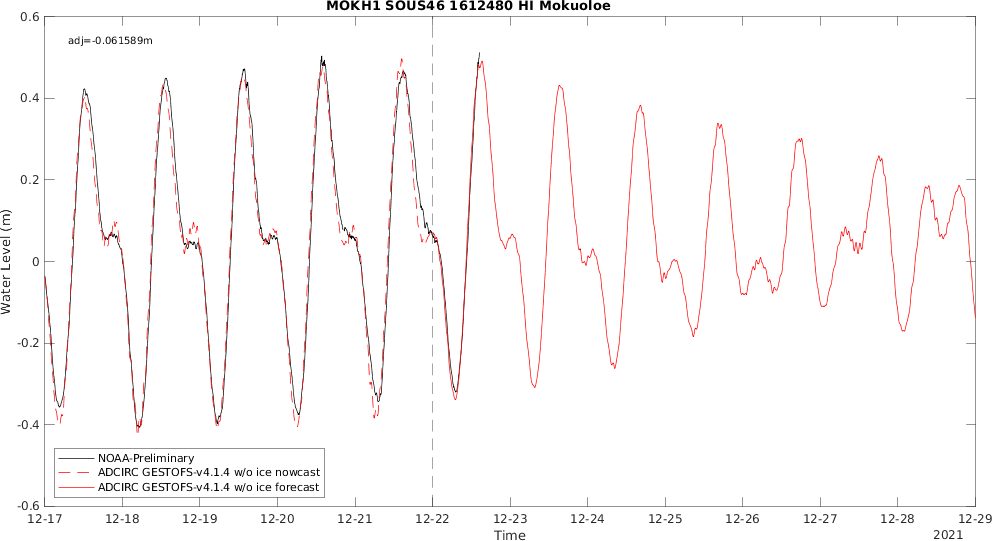 MOKH1 SOUS46 1612480 HI Mokuoloe
adj=-0.061589m
0.6
0.4
0.2
0
-0.2
-0.4
-0.6
Water Level (m)
NOAA-Preliminary
ADCIRC GESTOFS-v4.1.4 w/o ice nowcast
ADCIRC GESTOFS-v4.1.4 w/o ice forecast
12-17 12-18 12-19 12-20 12-21 12-22 12-23 12-24 12-25 12-26 12-27 12-28 12-29
Time
2021